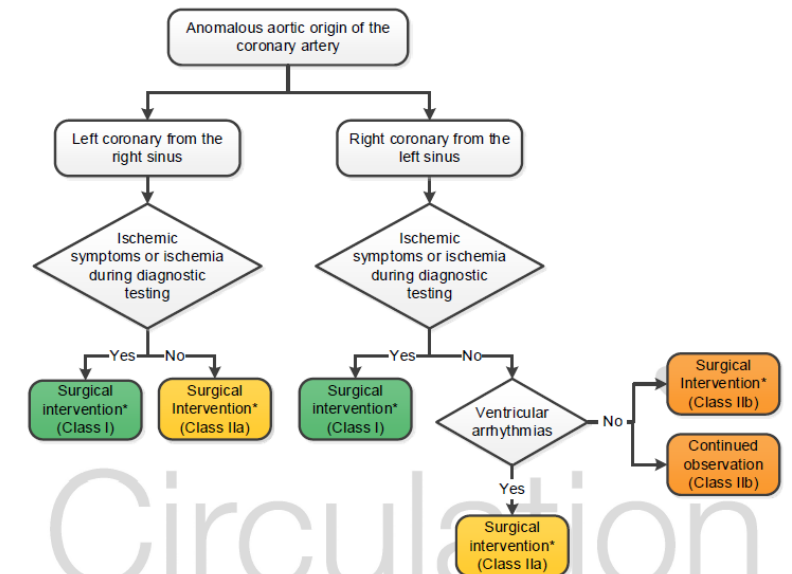 Anomalous aortic origin of the
coronary artery
Left coronary from the
right sinus
Right coronary from the
left sinus
Ischemic
symptoms or ischemia
during diagnostic
testing
Ischemic
symptoms or ischemia
during diagnostic
testing
Yes
No
Yes
No
Surgical
intervention*
(Class I)
Surgical
Intervention*
(Class IIa)
Surgical
intervention*
(Class I)
Ventricular
arrhythmias
No
Surgical
Intervention*
(Class IIb)
Continued
observation
(Class IIb)
Yes
Surgical
intervention*
(Class IIa)
Circulation